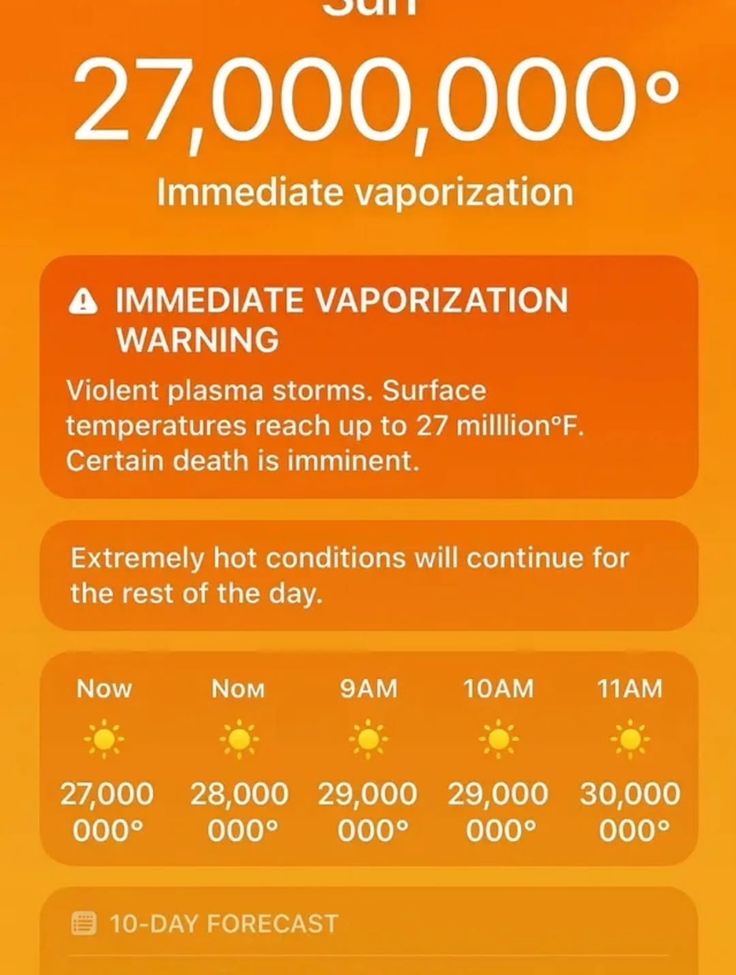 Sun
27,000,000°
Immediate vaporization
IMMEDIATE VAPORIZATION
WARNING
Violent plasma storms. Surface
temperatures reach up to 27 milllion°F.
Certain death is imminent.
Extremely hot conditions will continue for
the rest of the day.
Now Noм 9AM 10AM 11AM
27,000 28,000 29,000 29,000 30,000
000° 000° 000° 000° 000°
10-DAY FORECAST